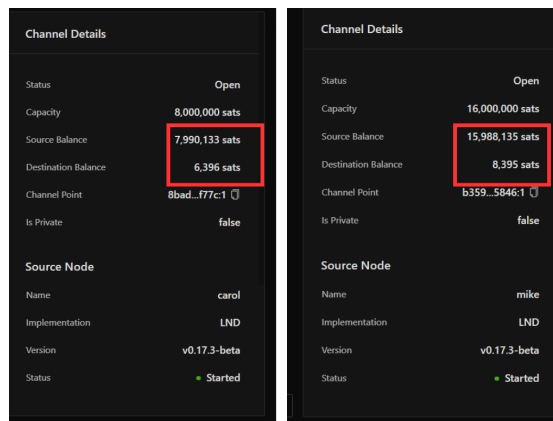 Channel Details
Status Open
Capacity 8,000,000 sats
Source Balance 7,990,133 sats
Destination Balance 6,396 sats
Channel Point 8bad...f77c:1
Is Private false
Source Node
Name carol
Implementation LND
Version v0.17.3-beta
Status Started
Channel Details
Status Open
Capacity 16,000,000 sats
Source Balance 15,988,135 sats
Destination Balance 8,395 sats
Channel Point b359...5846:1
Is Private false
Source Node
Name mike
Implementation LND
Version v0.17.3-beta
Status Started